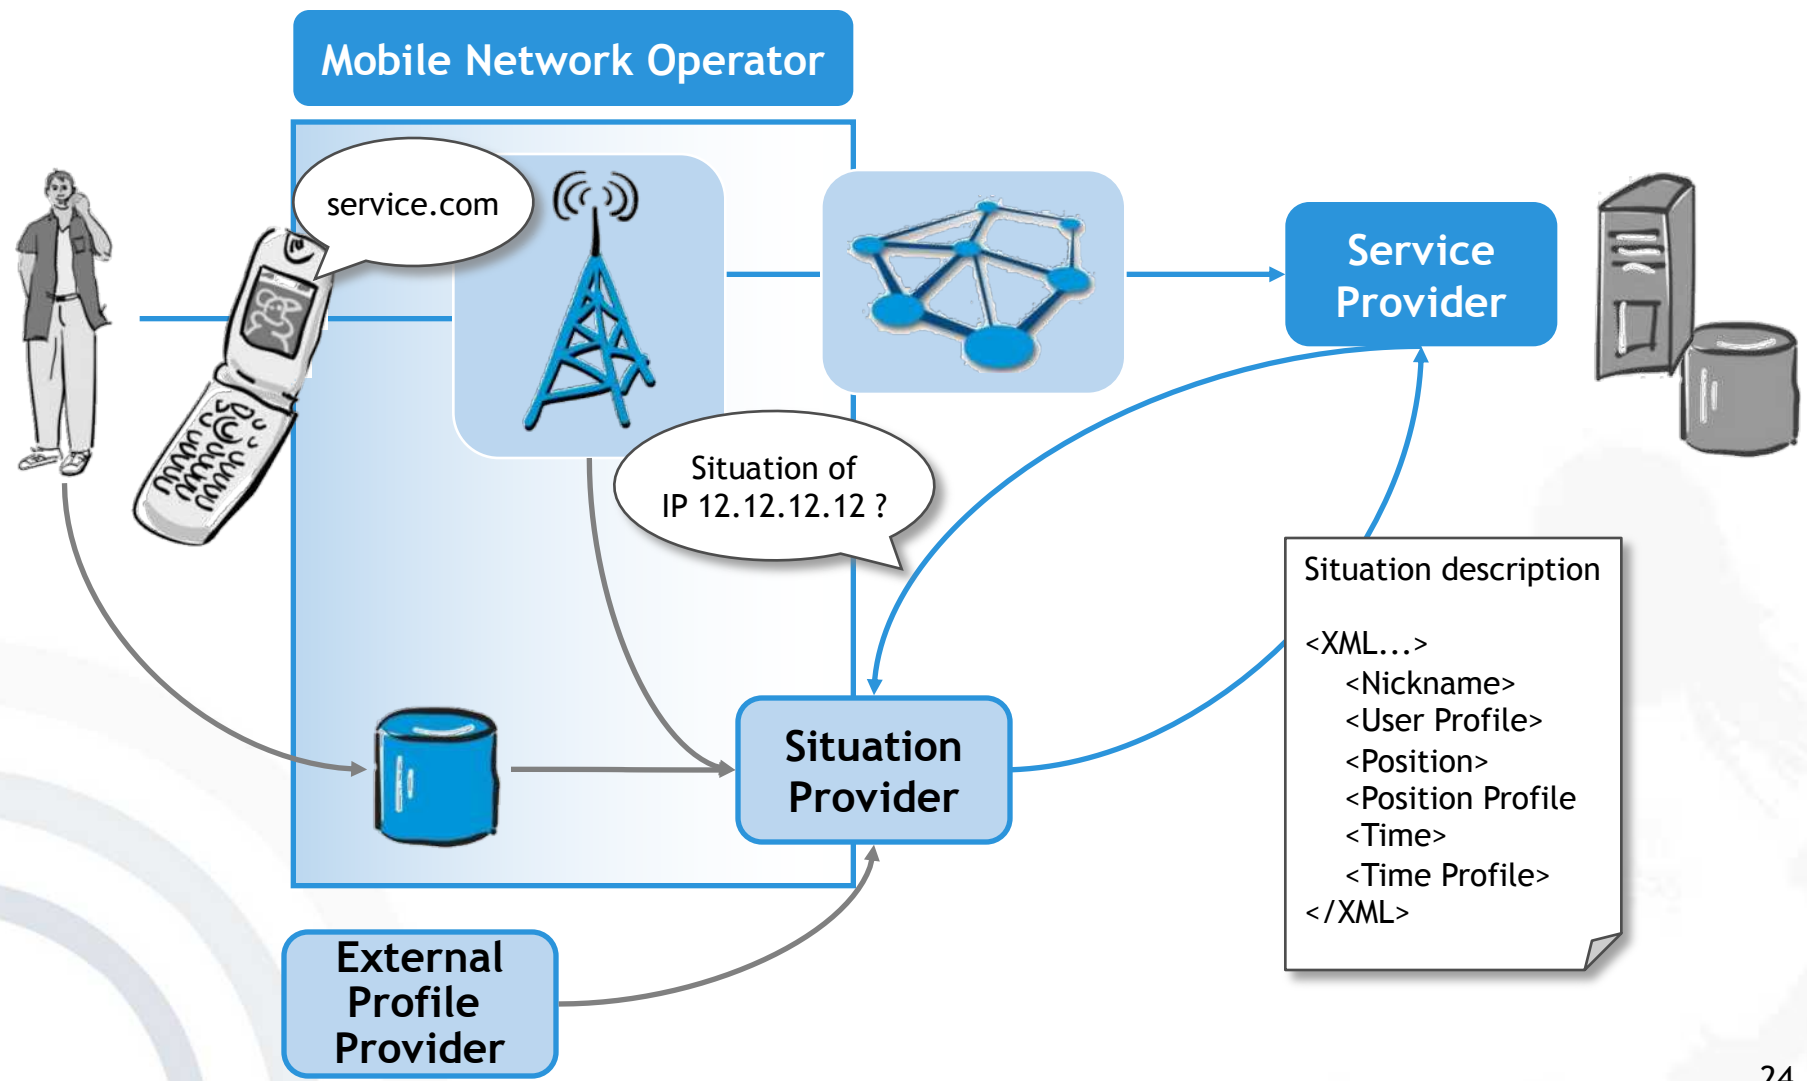 Mobile Network Operator
service.com
Service
Provider
Situation of
IP 12.12.12.12 ?
Situation description
<XML...>
<Nickname>
<User Profile>
<Position>
<Position Profile
<Time>
<Time Profile>
</XML>
Situation
Provider
External
Profile
Provider
24